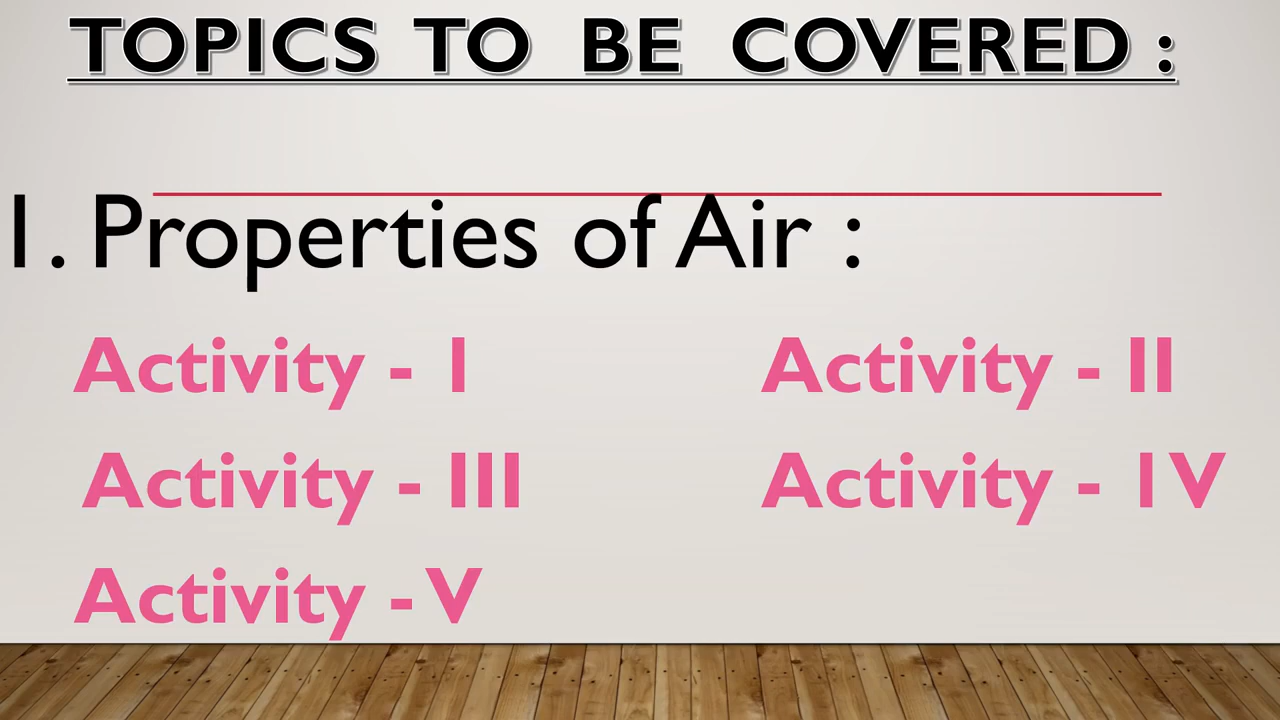 TOPICS TO BE COVERED :
1. Properties of Air :
Activity - I Activity - II
Activity - III Activity - IV
Activity - V